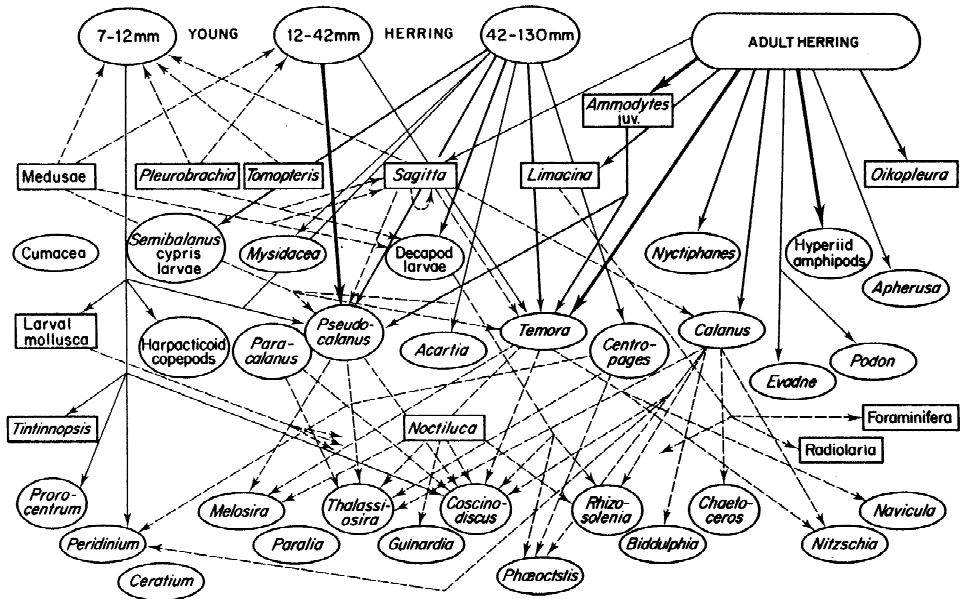 7-12mm YOUNG 12-42mm HERRING 42-130mm ADULT HERRING
Ammodytes
juv.
Medusae Pleurobrachia Tomopteris Sagitta Limacina Oikopleura
Cumacea
Semibalanus
cypris
larvae
Mysidacea
Decapod
larvae
Nyctiphanes
Hyperiid
amphipods
Apherusa
Larval
mollusca
Harpacticoid
copepods
Para-
calanus
Pseudo-
calanus
Acartia
Temora
Centro-
pages
Calanus
Evadne
Podon
Tintinnopsis
Noctiluca
Foraminifera
Radiolaria
Proro-
centrum
Melosira
Thalassi-
osira
Coscino-
discus
Rhizo-
solenia
Chaeto-
ceros
Navicula
Peridinium
Paralia
Guinardia
Biddulphia
Nitzschia
Ceratium
Phæoctstis